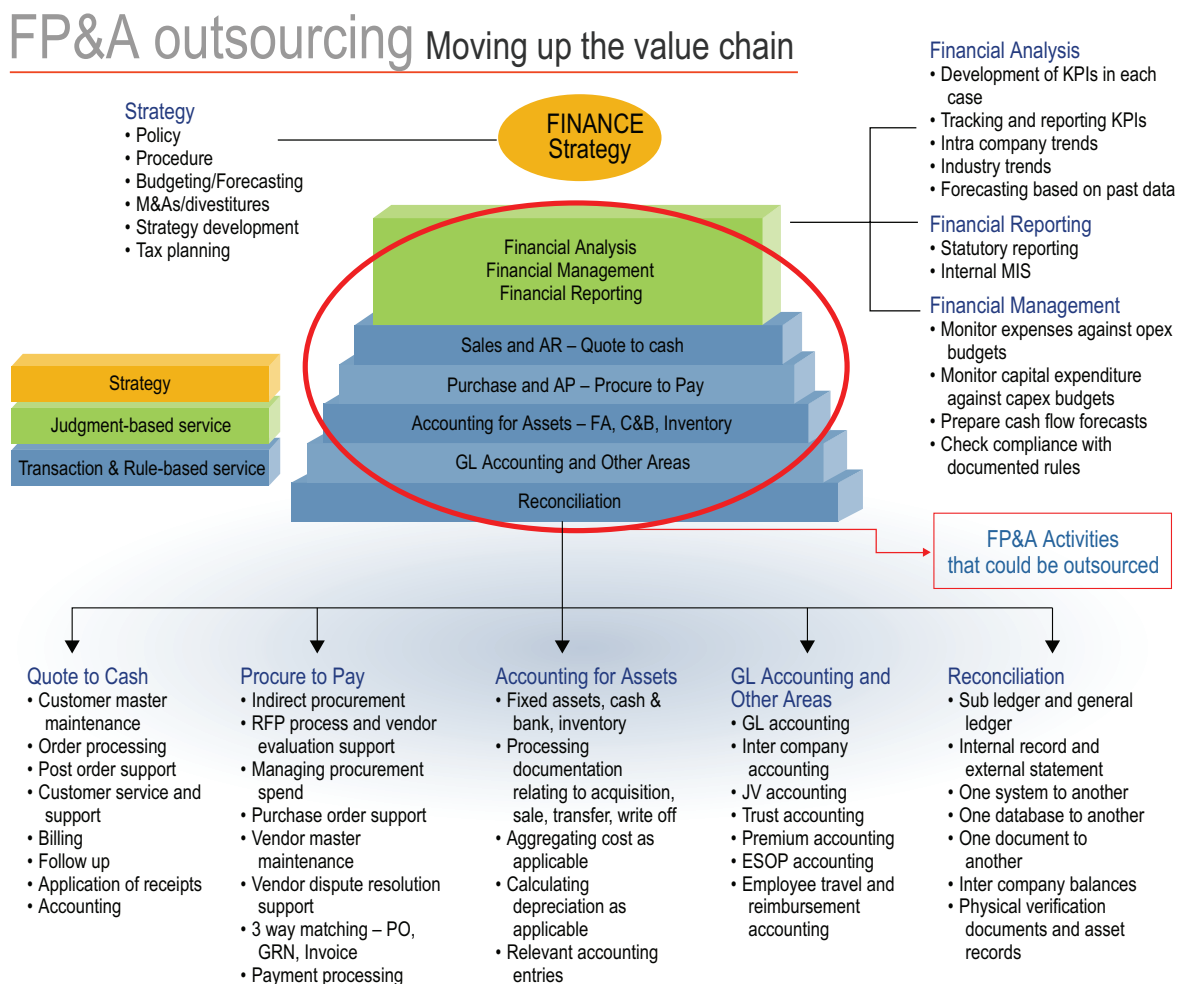 FP&A outsourcing Moving up the value chain
Strategy
• Policy
• Procedure
• Budgeting/Forecasting
• M&As/divestitures
• Strategy development
• Tax planning
FINANCE
Strategy
Financial Analysis
• Development of KPIs in each
case
• Tracking and reporting KPIs
• Intra company trends
• Industry trends
• Forecasting based on past data
Financial Reporting
• Statutory reporting
• Internal MIS
Financial Management
• Monitor expenses against opex
budgets
• Monitor capital expenditure
against capex budgets
• Prepare cash flow forecasts
• Check compliance with
documented rules
Financial Analysis
Financial Management
Financial Reporting
Sales and AR – Quote to cash
Purchase and AP – Procure to Pay
Accounting for Assets – FA, C&B, Inventory
GL Accounting and Other Areas
Reconciliation
Strategy
Judgment-based service
Transaction & Rule-based service
FP&A Activities
that could be outsourced
Quote to Cash
• Customer master
maintenance
• Order processing
• Post order support
• Customer service and
support
• Billing
• Follow up
• Application of receipts
• Accounting
Procure to Pay
• Indirect procurement
• RFP process and vendor
evaluation support
• Managing procurement
spend
• Purchase order support
• Vendor master
maintenance
• Vendor dispute resolution
support
• 3 way matching – PO,
GRN, Invoice
• Payment processing
Accounting for Assets
• Fixed assets, cash &
bank, inventory
• Processing
documentation
relating to acquisition,
sale, transfer, write off
• Aggregating cost as
applicable
• Calculating
depreciation as
applicable
• Relevant accounting
entries
GL Accounting and
Other Areas
• GL accounting
• Inter company
accounting
• JV accounting
• Trust accounting
• Premium accounting
• ESOP accounting
• Employee travel and
reimbursement
accounting
Reconciliation
• Sub ledger and general
ledger
• Internal record and
external statement
• One system to another
• One database to another
• One document to
another
• Inter company balances
• Physical verification
documents and asset
records